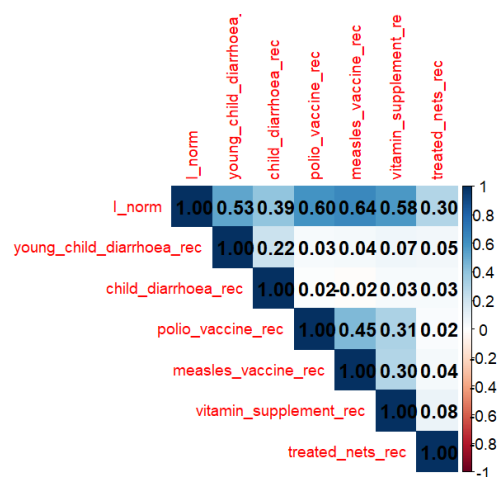 l_norm
young_child_diarrhoea.
child_diarrhoea_rec
polio_vaccine_rec
measles_vaccine_rec
vitamin_supplement_re
treated_nets_rec
l_norm 1.00 0.53 0.39 0.60 0.64 0.58 0.30
young_child_diarrhoea_rec 1.00 0.22 0.03 0.04 0.07 0.05
child_diarrhoea_rec 1.00 0.02 -0.02 0.03 0.03
polio_vaccine_rec 1.00 0.45 0.31 0.02
measles_vaccine_rec 1.00 0.30 0.04
vitamin_supplement_rec 1.00 0.08
treated_nets_rec 1.00
1
0.8
0.6
0.4
0.2
0
-0.2
-0.4
-0.6
-0.8
-1